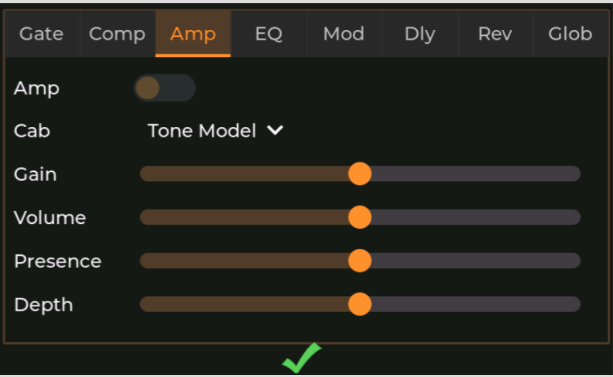 Gate Comp Amp EQ Mod Dly Rev Glob
Amp
Cab Tone Model
Gain
Volume
Presence
Depth